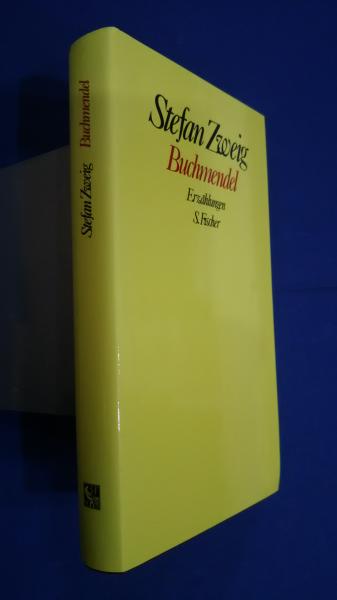 Stefan Zweig
Buchmendel
Erzählungen
S. Fischer
Stefan Zweig Buchmendel